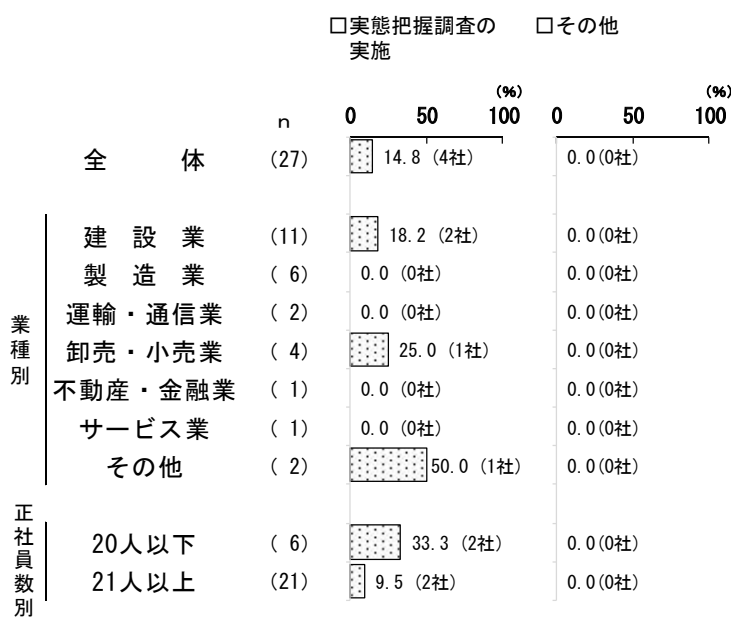 □実態把握調査の実施 □その他
(%) (%)
n 0 50 100 0 50 100
全体 (27) 14.8 (4社) 0.0(0社)
業種別
建設業 (11) 18.2 (2社) 0.0(0社)
製造業 ( 6) 0.0 (0社) 0.0(0社)
運輸・通信業 ( 2) 0.0 (0社) 0.0(0社)
卸売・小売業 ( 4) 25.0 (1社) 0.0(0社)
不動産・金融業 ( 1) 0.0 (0社) 0.0(0社)
サービス業 ( 1) 0.0 (0社) 0.0(0社)
その他 ( 2) 50.0 (1社) 0.0(0社)
正社員数別
20人以下 ( 6) 33.3 (2社) 0.0(0社)
21人以上 (21) 9.5 (2社) 0.0(0社)